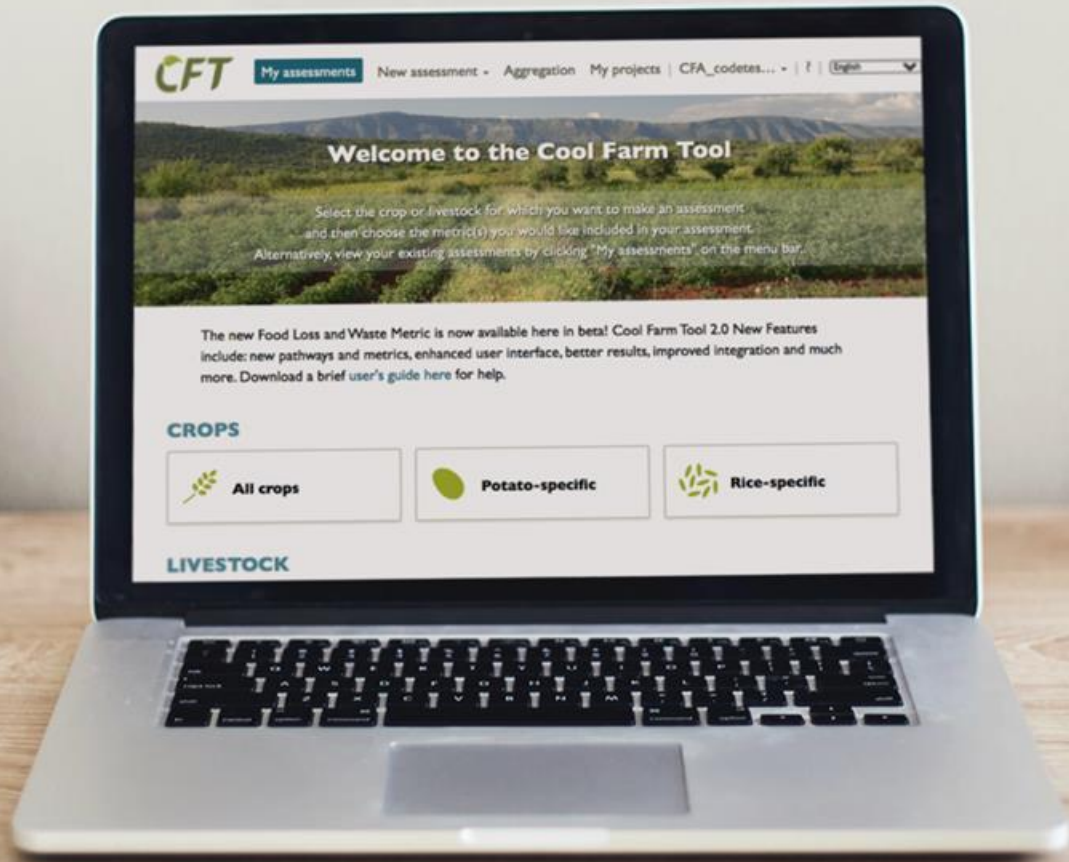 CFT
My assessments New assessment Aggregation My projects | CFA_codetes... | ? | English
Welcome to the Cool Farm Tool
Select the crop or livestock for which you want to make an assessment
and then choose the metric(s) you would like included in your assessment.
Alternatively, view your existing assessments by clicking "My assessments" on the menu bar.
The new Food Loss and Waste Metric is now available here in beta! Cool Farm Tool 2.0 New Features
include: new pathways and metrics, enhanced user interface, better results, improved integration and much
more. Download a brief user's guide here for help.
CROPS
All crops
Potato-specific
Rice-specific
LIVESTOCK